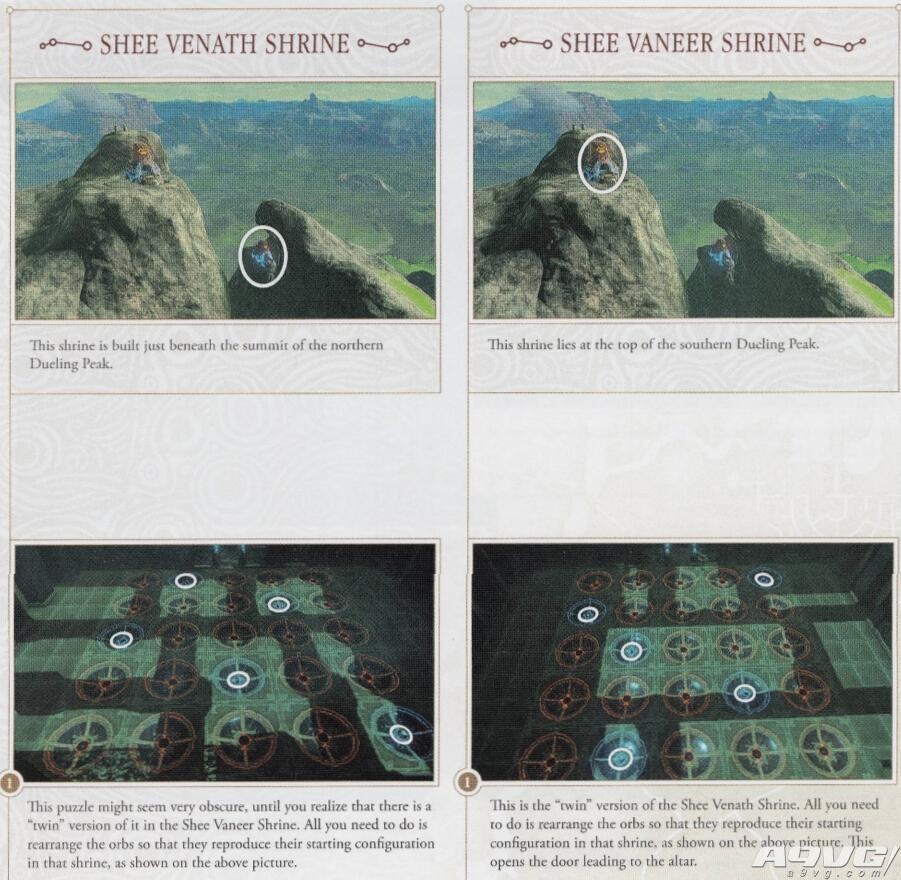 SHEE VENATH SHRINE
This shrine is built just beneath the summit of the northern
Dueling Peak.
1
This puzzle might seem very obscure, until you realize that there is a
“twin” version of it in the Shee Vaneer Shrine. All you need to do is
rearrange the orbs so that they reproduce their starting configuration
in that shrine, as shown on the above picture.
SHEE VANEER SHRINE
This shrine lies at the top of the southern Dueling Peak.
1
This is the “twin” version of the Shee Venath Shrine. All you need
to do is rearrange the orbs so that they reproduce their starting
configuration in that shrine, as shown on the above picture. This
opens the door leading to the altar.
A9VG
a9vg.com